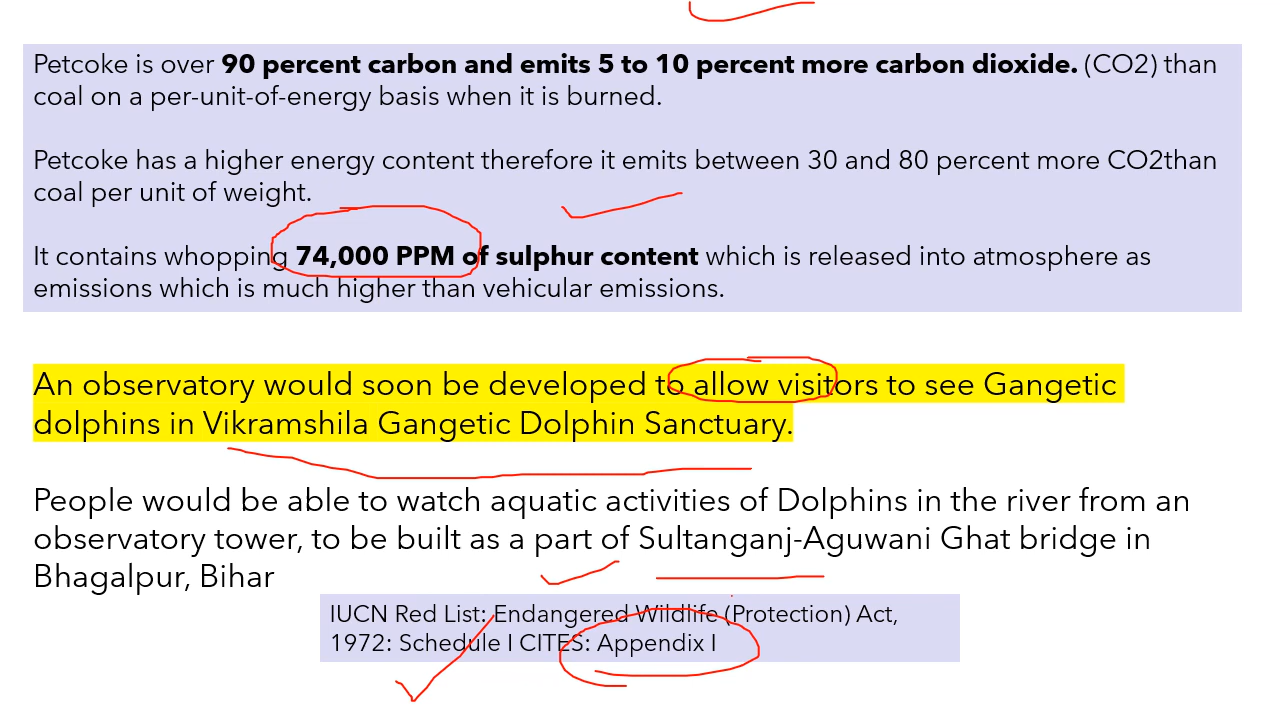 Petcoke is over 90 percent carbon and emits 5 to 10 percent more carbon dioxide. (CO2) than
coal on a per-unit-of-energy basis when it is burned.
Petcoke has a higher energy content therefore it emits between 30 and 80 percent more CO2than
coal per unit of weight.
It contains whopping 74,000 PPM of sulphur content which is released into atmosphere as
emissions which is much higher than vehicular emissions.
An observatory would soon be developed to allow visitors to see Gangetic
dolphins in Vikramshila Gangetic Dolphin Sanctuary.
People would be able to watch aquatic activities of Dolphins in the river from an
observatory tower, to be built as a part of Sultanganj-Aguwani Ghat bridge in
Bhagalpur, Bihar
IUCN Red List: Endangered Wildlife (Protection) Act,
1972: Schedule I CITES: Appendix I